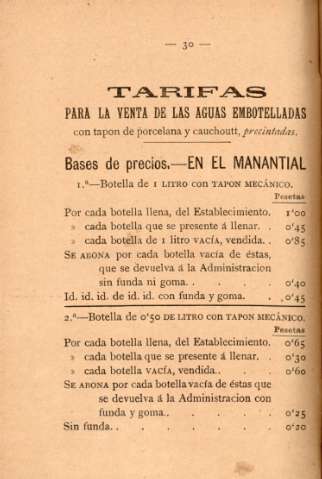 — 30 —
TARIFAS
PARA LA VENTA DE LAS AGUAS EMBOTELLADAS
con tapon de porcelana y cauchoutt, precintadas.
Bases de precios.—EN EL MANANTIAL
1.ª—Botella de 1 LITRO CON TAPON MECÁNICO.
Pesetas
Por cada botella llena, del Establecimiento. 1'00
» cada botella que se presente á llenar. . 0'45
» cada botella de 1 litro VACÍA, vendida. . 0'85
SE ABONA por cada botella vacía de éstas,
que se devuelva á la Administracion
sin funda ni goma. . . . . 0'40
Id. id. id. de id. id. con funda y goma. . 0'45
2.ª—Botella de 0'50 DE LITRO CON TAPON MECÁNICO.
Pesetas
Por cada botella llena, del Establecimiento. 0'65
» cada botella que se presente á llenar. . 0'30
» cada botella VACÍA, vendida. . . . 0'60
SE ABONA por cada botella vacía de éstas que
se devuelva á la Administracion con
funda y goma. . . . . . 0'25
Sin funda. . . . . . . . 0'20